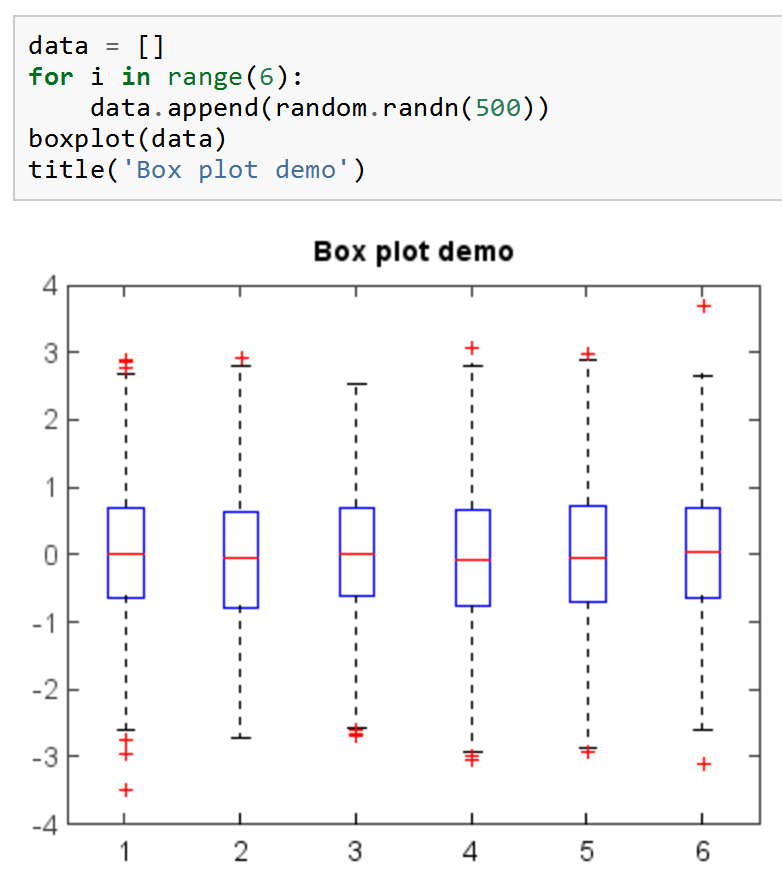 data = []
for i in range(6):
    data.append(random.randn(500))
boxplot(data)
title('Box plot demo')
Box plot demo
4
3
2
1
0
-1
-2
-3
-4
1 2 3 4 5 6